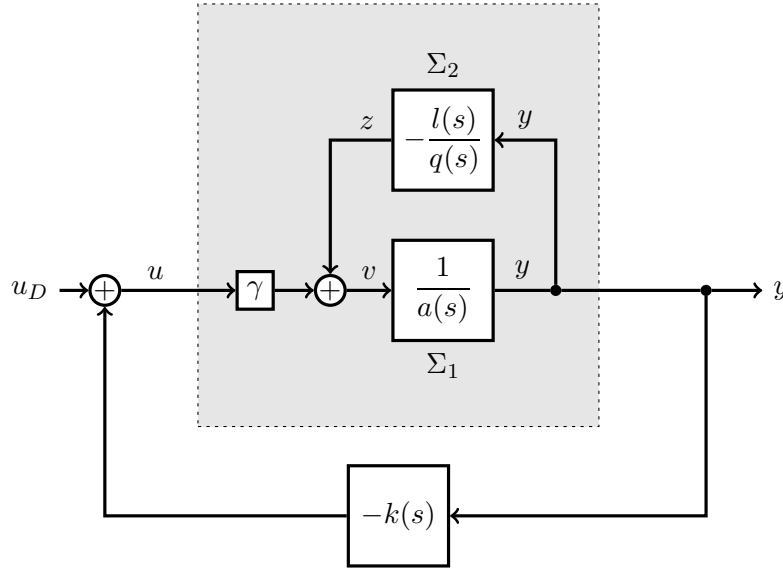 Σ₂
z
−l(s)/q(s)
y
u_D
+
u
γ
+
v
1/a(s)
y
y
Σ₁
−k(s)